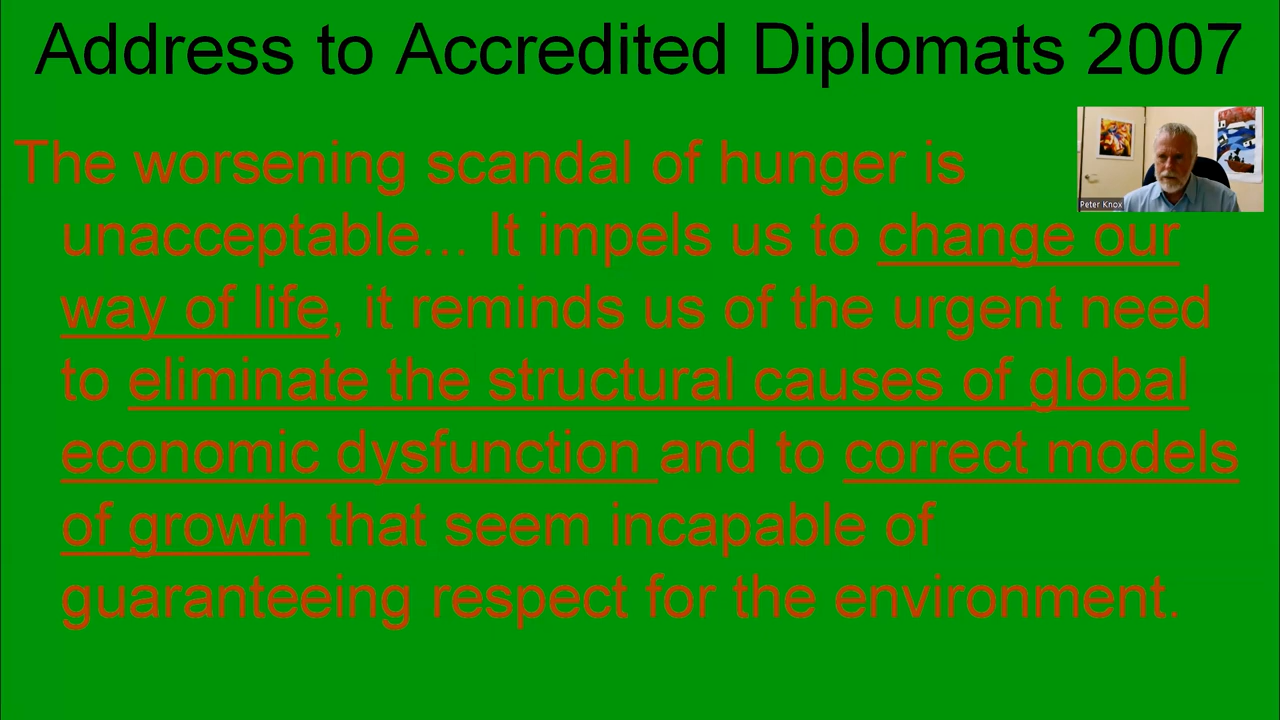 Address to Accredited Diplomats 2007
The worsening scandal of hunger is
unacceptable... It impels us to change our
way of life, it reminds us of the urgent need
to eliminate the structural causes of global
economic dysfunction and to correct models
of growth that seem incapable of
guaranteeing respect for the environment.
Peter Knox